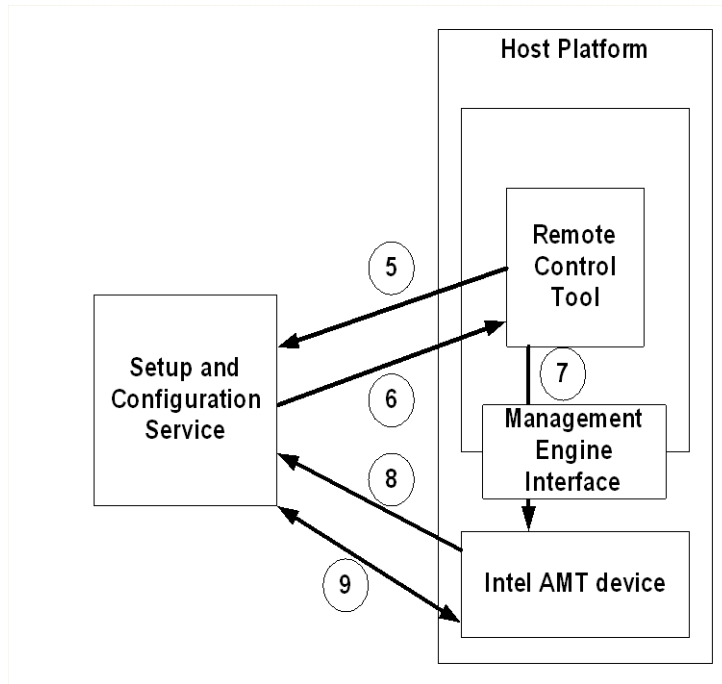 Host Platform
Remote
Control
Tool
5
Setup and
Configuration
Service
6
7
Management
Engine
Interface
8
Intel AMT device
9